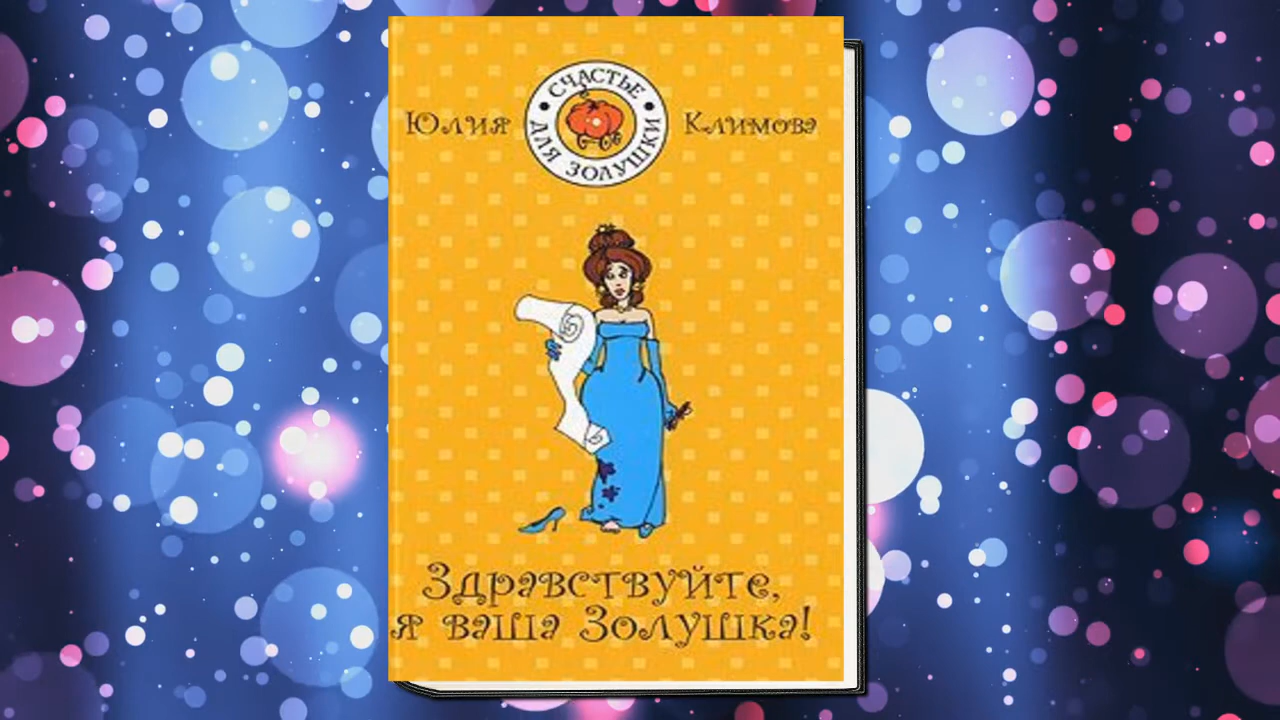 Юлия
СЧАСТЬЕ
ДЛЯ ЗОЛУШКИ
Климова
Здравствуйте,
я ваша Золушка!